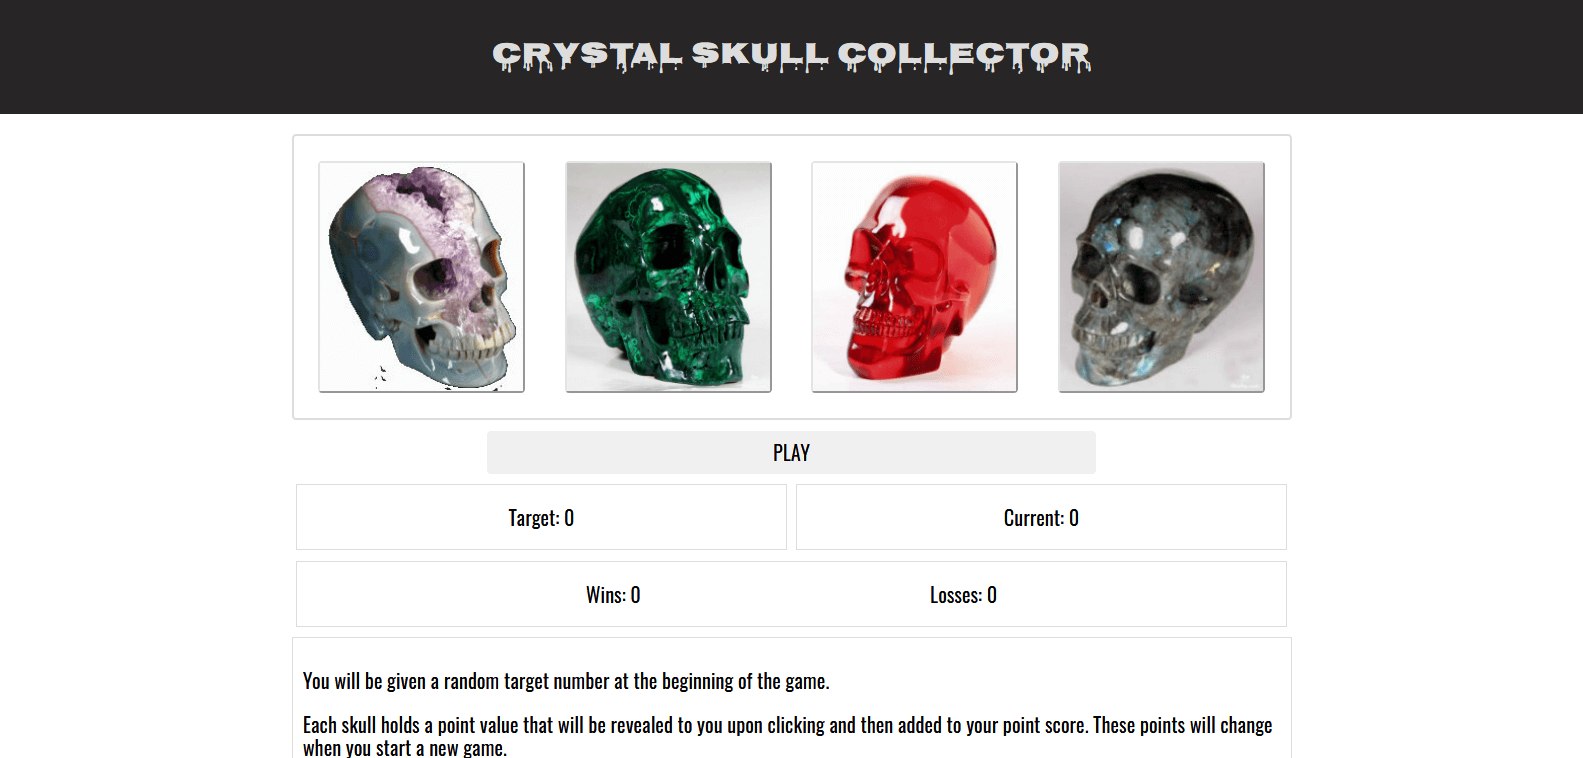 CRYSTAL SKULL COLLECTOR
PLAY
Target: 0
Current: 0
Wins: 0
Losses: 0
You will be given a random target number at the beginning of the game.
Each skull holds a point value that will be revealed to you upon clicking and then added to your point score. These points will change
when you start a new game.